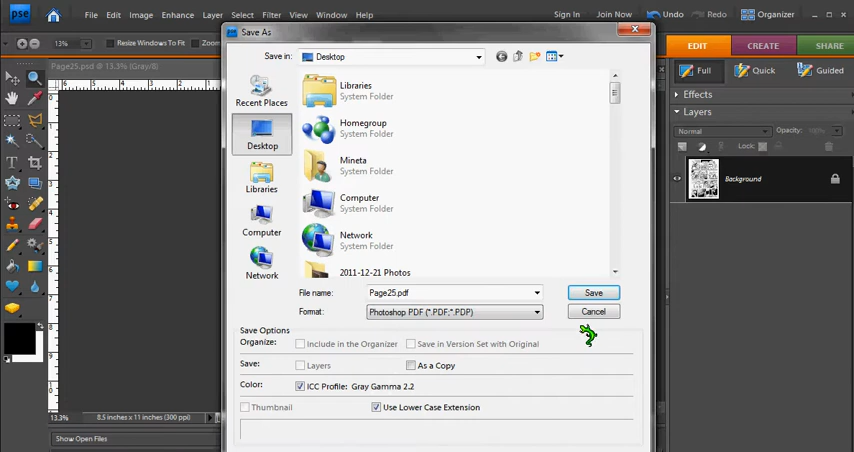 pse File Edit Image Enhance Layer Select Filter View Window Help Sign In Join Now Undo Redo Organizer
13% Resize Windows To Fit Zoom
EDIT CREATE SHARE
Page25.psd @ 13.3% (Gray/8)
Full Quick Guided
Effects
Layers
Normal Opacity:
Lock:
Background
Save As
Save in: Desktop
Recent Places
Desktop
Libraries
Computer
Network
Libraries
System Folder
Homegroup
System Folder
Mineta
System Folder
Computer
System Folder
Network
System Folder
2011-12-21 Photos
File name: Page25.pdf Save
Format: Photoshop PDF (*.PDF;*.PDP) Cancel
Save Options
Organize: Include in the Organizer Save in Version Set with Original
Save: Layers As a Copy
Color: ICC Profile: Gray Gamma 2.2
Thumbnail Use Lower Case Extension
13.3% 8.5 inches x 11 inches (300 ppi)
Show Open Files